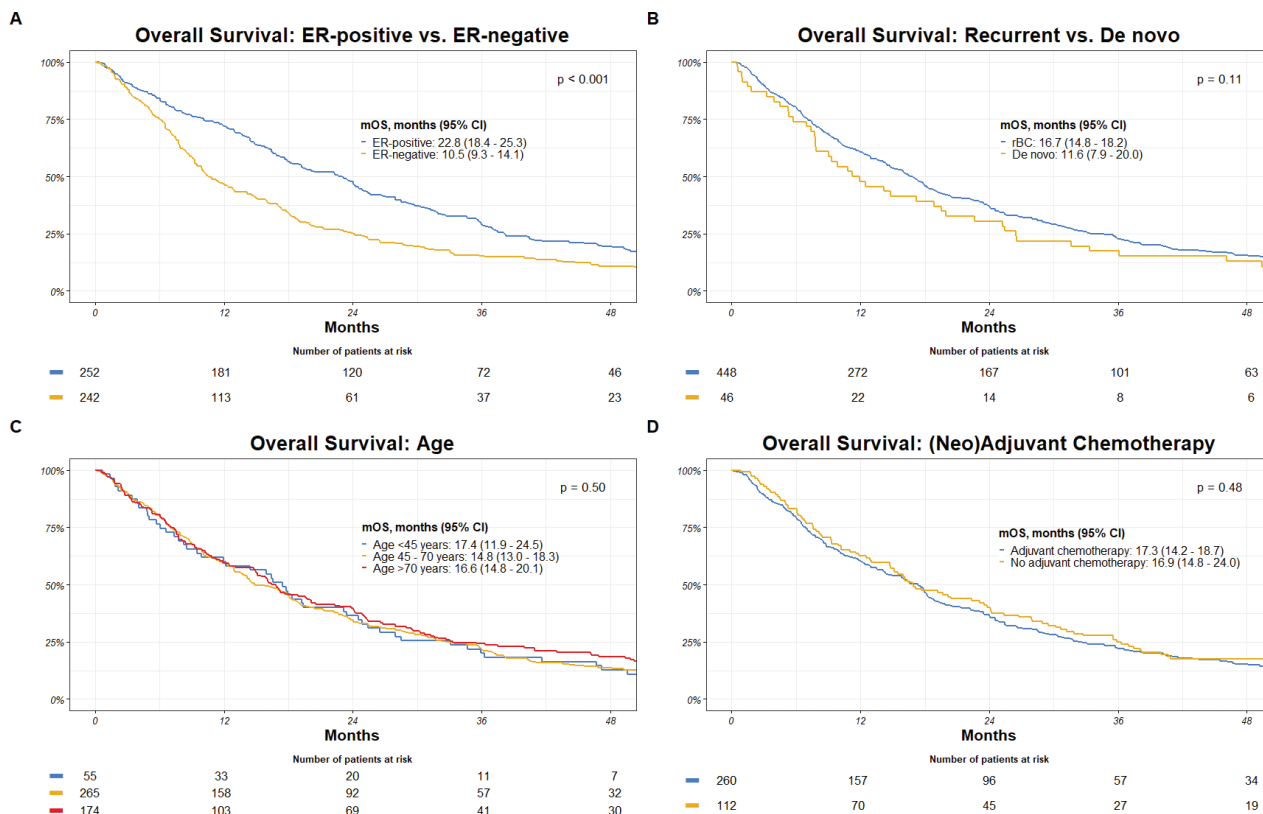 A
Overall Survival: ER-positive vs. ER-negative
100%
75%
50%
25%
0%
p < 0.001
mOS, months (95% CI)
ER-positive: 22.8 (18.4 - 25.3)
ER-negative: 10.5 (9.3 - 14.1)
0 12 24 36 48
Months
Number of patients at risk
252 181 120 72 46
242 113 61 37 23
B
Overall Survival: Recurrent vs. De novo
100%
75%
50%
25%
0%
p = 0.11
mOS, months (95% CI)
rBC: 16.7 (14.8 - 18.2)
De novo: 11.6 (7.9 - 20.0)
0 12 24 36 48
Months
Number of patients at risk
448 272 167 101 63
46 22 14 8 6
C
Overall Survival: Age
100%
75%
50%
25%
0%
p = 0.50
mOS, months (95% CI)
Age <45 years: 17.4 (11.9 - 24.5)
Age 45 - 70 years: 14.8 (13.0 - 18.3)
Age >70 years: 16.6 (14.8 - 20.1)
0 12 24 36 48
Months
Number of patients at risk
55 33 20 11 7
265 158 92 57 32
174 103 69 41 30
D
Overall Survival: (Neo)Adjuvant Chemotherapy
100%
75%
50%
25%
0%
p = 0.48
mOS, months (95% CI)
Adjuvant chemotherapy: 17.3 (14.2 - 18.7)
No adjuvant chemotherapy: 16.9 (14.8 - 24.0)
0 12 24 36 48
Months
Number of patients at risk
260 157 96 57 34
112 70 45 27 19